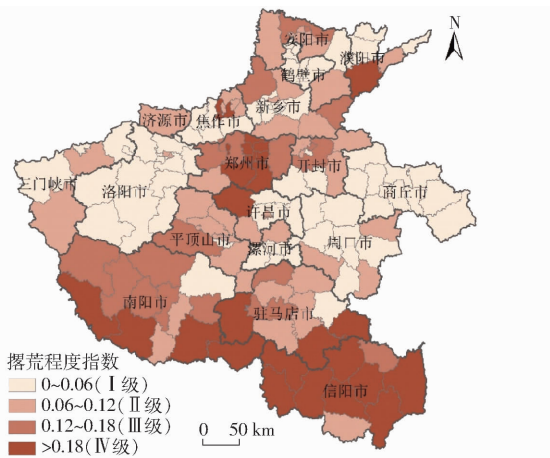 N
安阳市
鹤壁市
濮阳市
新乡市
济源市
焦作市
郑州市
开封市
三门峡市
洛阳市
商丘市
许昌市
平顶山市
漯河市
周口市
南阳市
驻马店市
信阳市
撂荒程度指数
0~0.06(Ⅰ级)
0.06~0.12(Ⅱ级)
0.12~0.18(Ⅲ级)
>0.18(Ⅳ级)
0 50 km